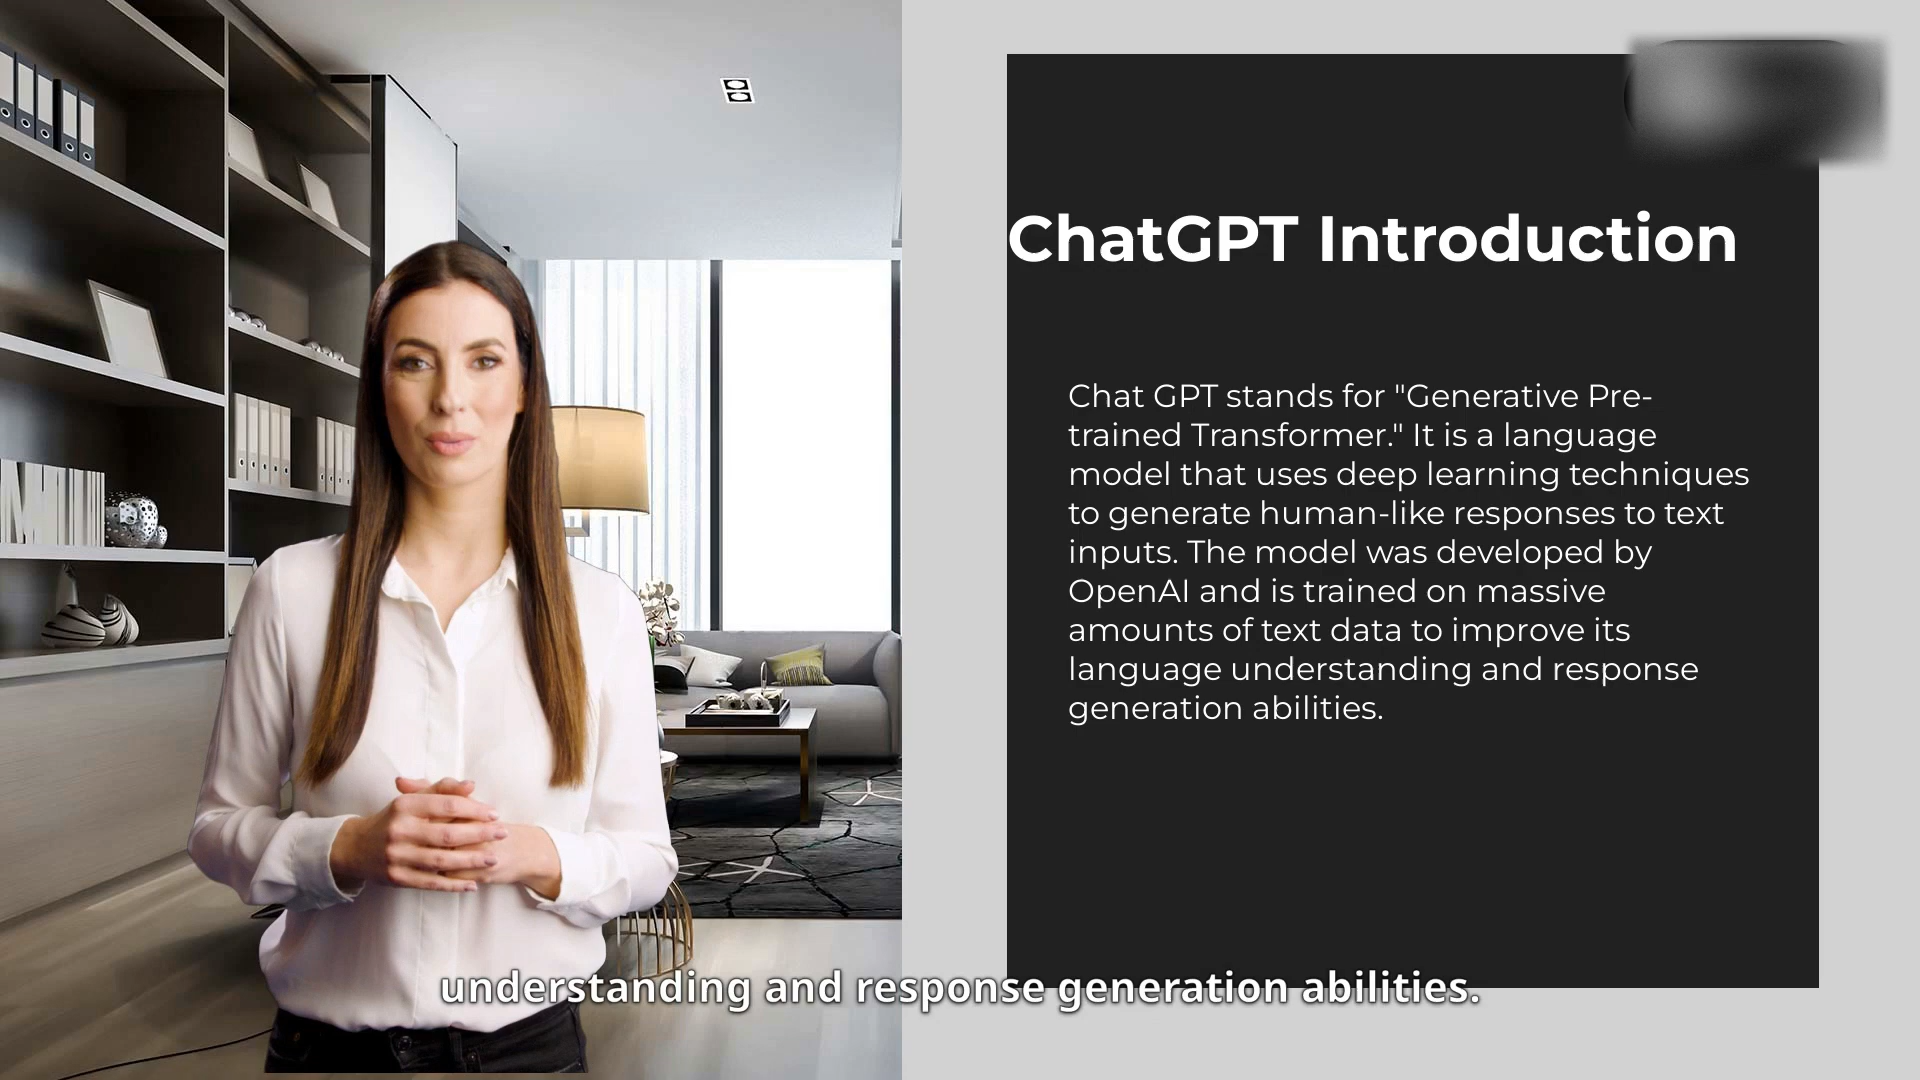 ChatGPT Introduction
Chat GPT stands for "Generative Pre-
trained Transformer." It is a language
model that uses deep learning techniques
to generate human-like responses to text
inputs. The model was developed by
OpenAI and is trained on massive
amounts of text data to improve its
language understanding and response
generation abilities.
understanding and response generation abilities.